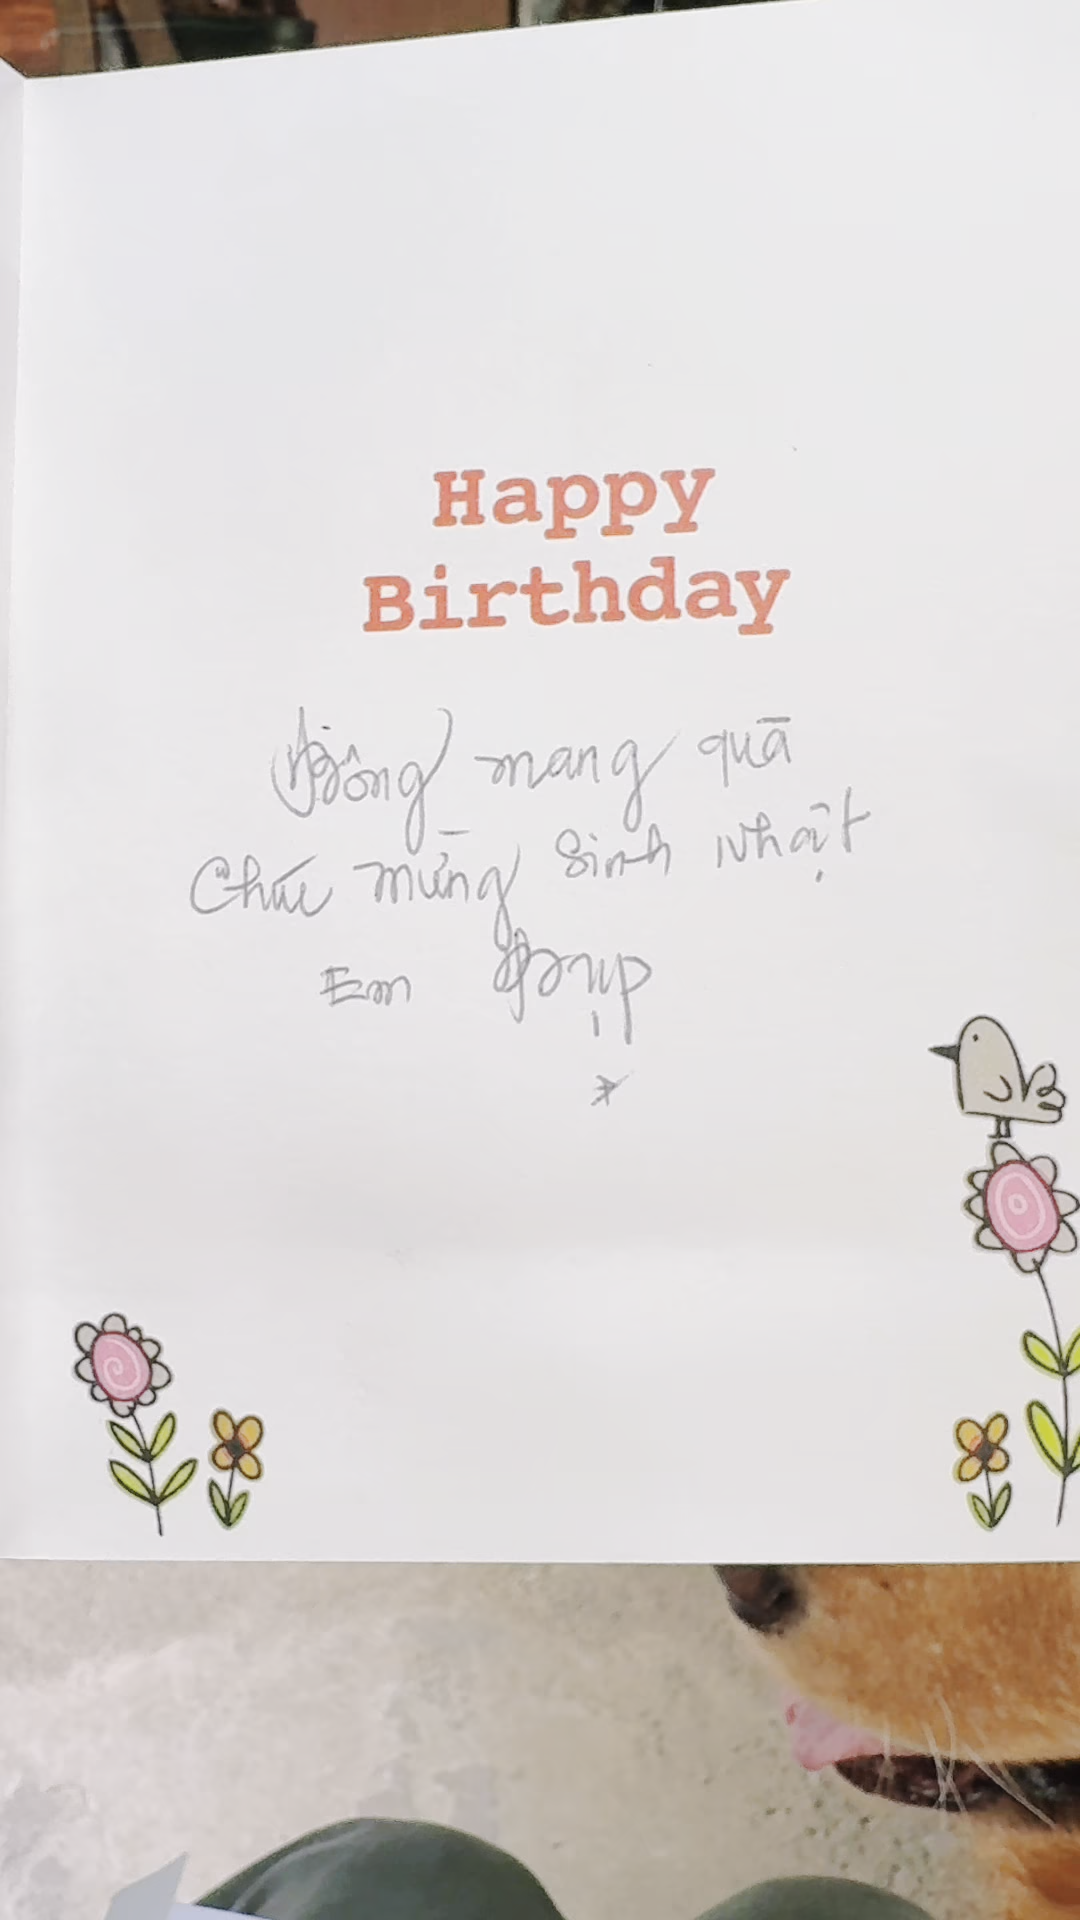 Happy
Birthday
mang quà
Chúc mừng Sinh Nhật
Em